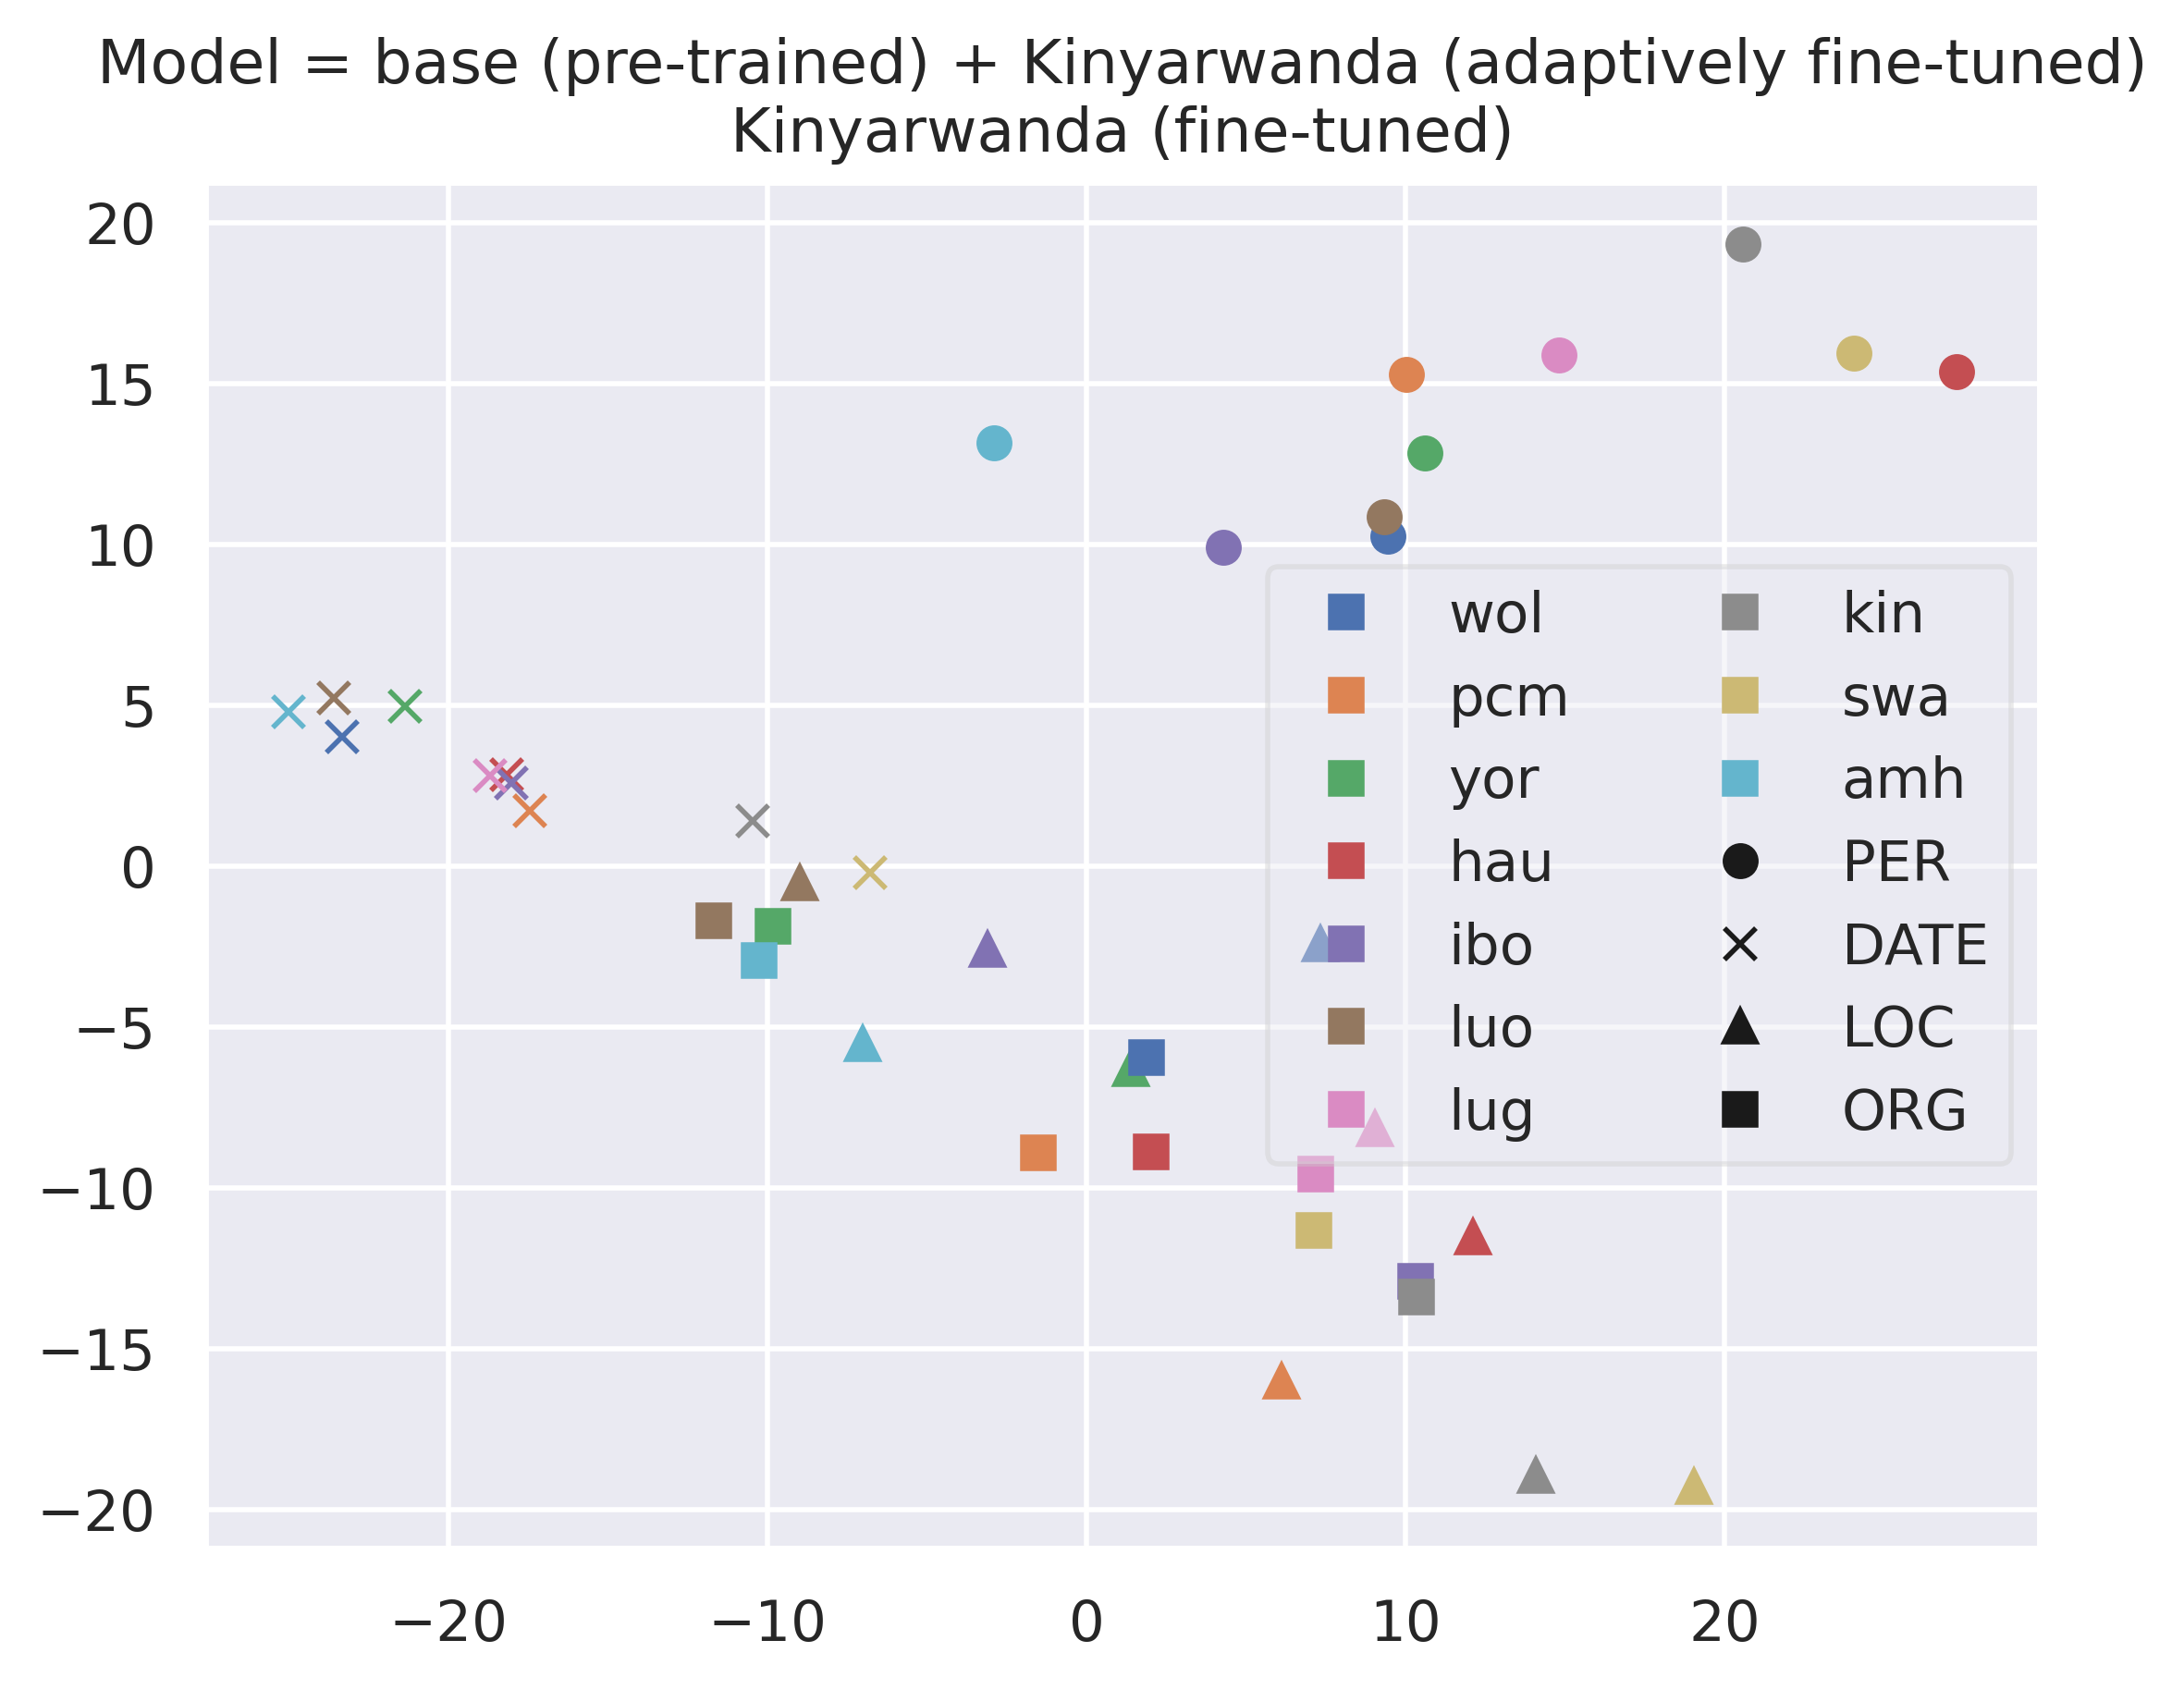 Model = base (pre-trained) + Kinyarwanda (adaptively fine-tuned)
Kinyarwanda (fine-tuned)
20
15
10
5
0
−5
−10
−15
−20
−20
−10
0
10
20
wol
pcm
yor
hau
ibo
luo
lug
kin
swa
amh
PER
DATE
LOC
ORG